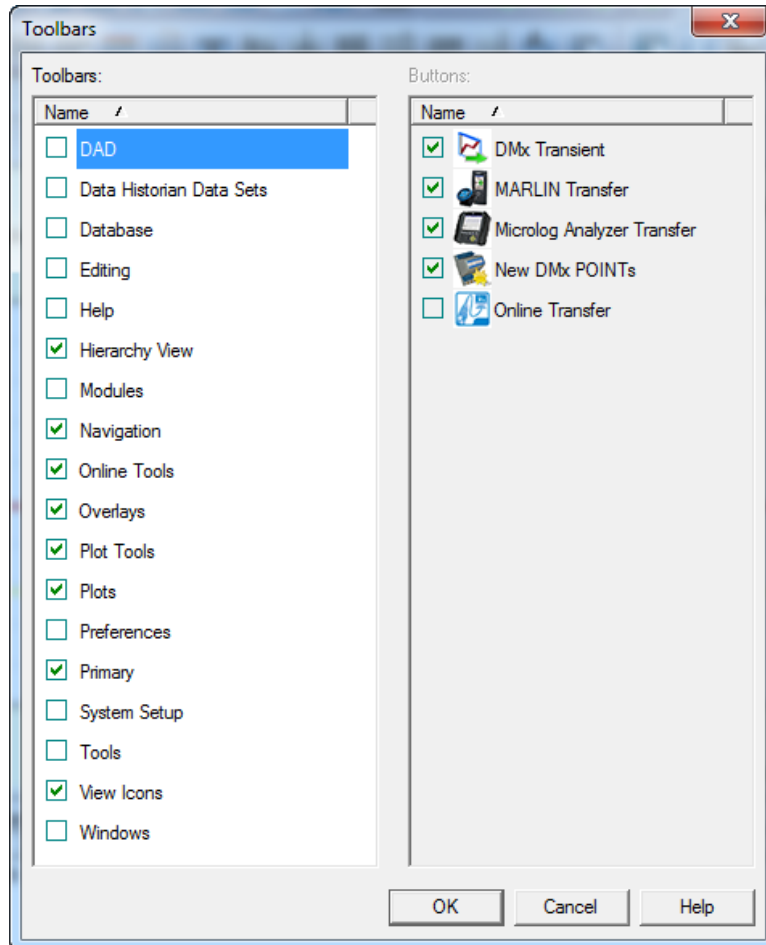 Toolbars
Toolbars:
Name
DAD
Data Historian Data Sets
Database
Editing
Help
Hierarchy View
Modules
Navigation
Online Tools
Overlays
Plot Tools
Plots
Preferences
Primary
System Setup
Tools
View Icons
Windows
Buttons:
Name
DMx Transient
MARLIN Transfer
Microlog Analyzer Transfer
New DMx POINTs
Online Transfer
OK Cancel Help